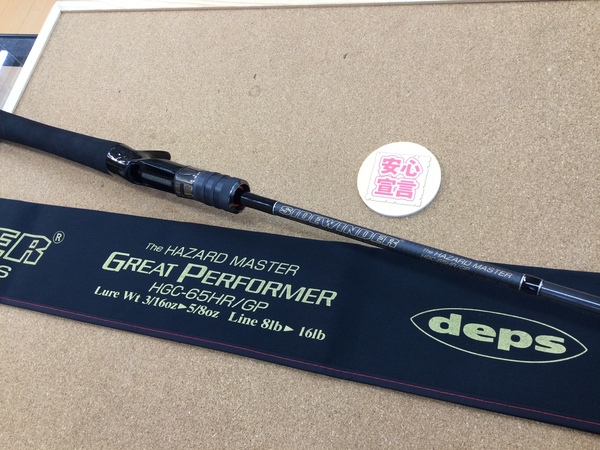 安心
宣言
SIDEWINDER
The HAZARD MASTER
ER®
S
The HAZARD MASTER
GREAT PERFORMER
HGC-65HR/GP
Lure Wt 3/16oz▶5/8oz Line 8lb▶16lb
deps